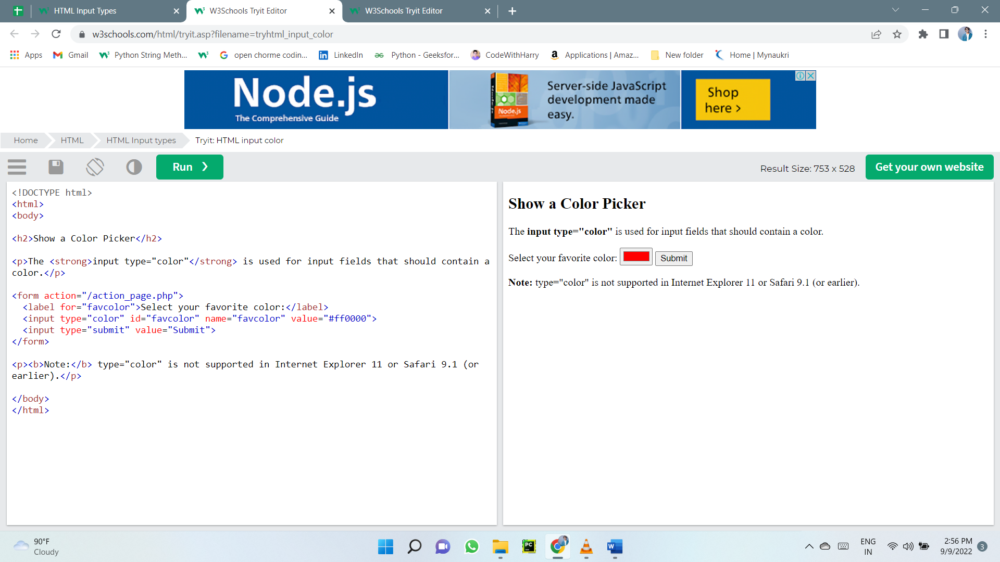 HTML Input Types
W3Schools Tryit Editor
W3Schools Tryit Editor
w3schools.com/html/tryit.asp?filename=tryhtml_input_color
Apps
Gmail
Python String Meth...
open chorme codin...
LinkedIn
Python - Geeksfor...
CodeWithHarry
Applications | Amaz...
New folder
Home | Mynaukri
Node.js
The Comprehensive Guide
Node.js
Server-side JavaScript
development made
easy.
Shop
here >
Home
HTML
HTML Input types
Tryit: HTML input color
Run ❯
Result Size: 753 x 528
Get your own website
<!DOCTYPE html>
<html>
<body>
<h2>Show a Color Picker</h2>
<p>The <strong>input type="color"</strong> is used for input fields that should contain a
color.</p>
<form action="/action_page.php">
<label for="favcolor">Select your favorite color:</label>
<input type="color" id="favcolor" name="favcolor" value="#ff0000">
<input type="submit" value="Submit">
</form>
<p><b>Note:</b> type="color" is not supported in Internet Explorer 11 or Safari 9.1 (or
earlier).</p>
</body>
</html>
Show a Color Picker
The input type="color" is used for input fields that should contain a color.
Select your favorite color: Submit
Note: type="color" is not supported in Internet Explorer 11 or Safari 9.1 (or earlier).
90°F
Cloudy
PC
W
ENG
IN
2:56 PM
9/9/2022
3